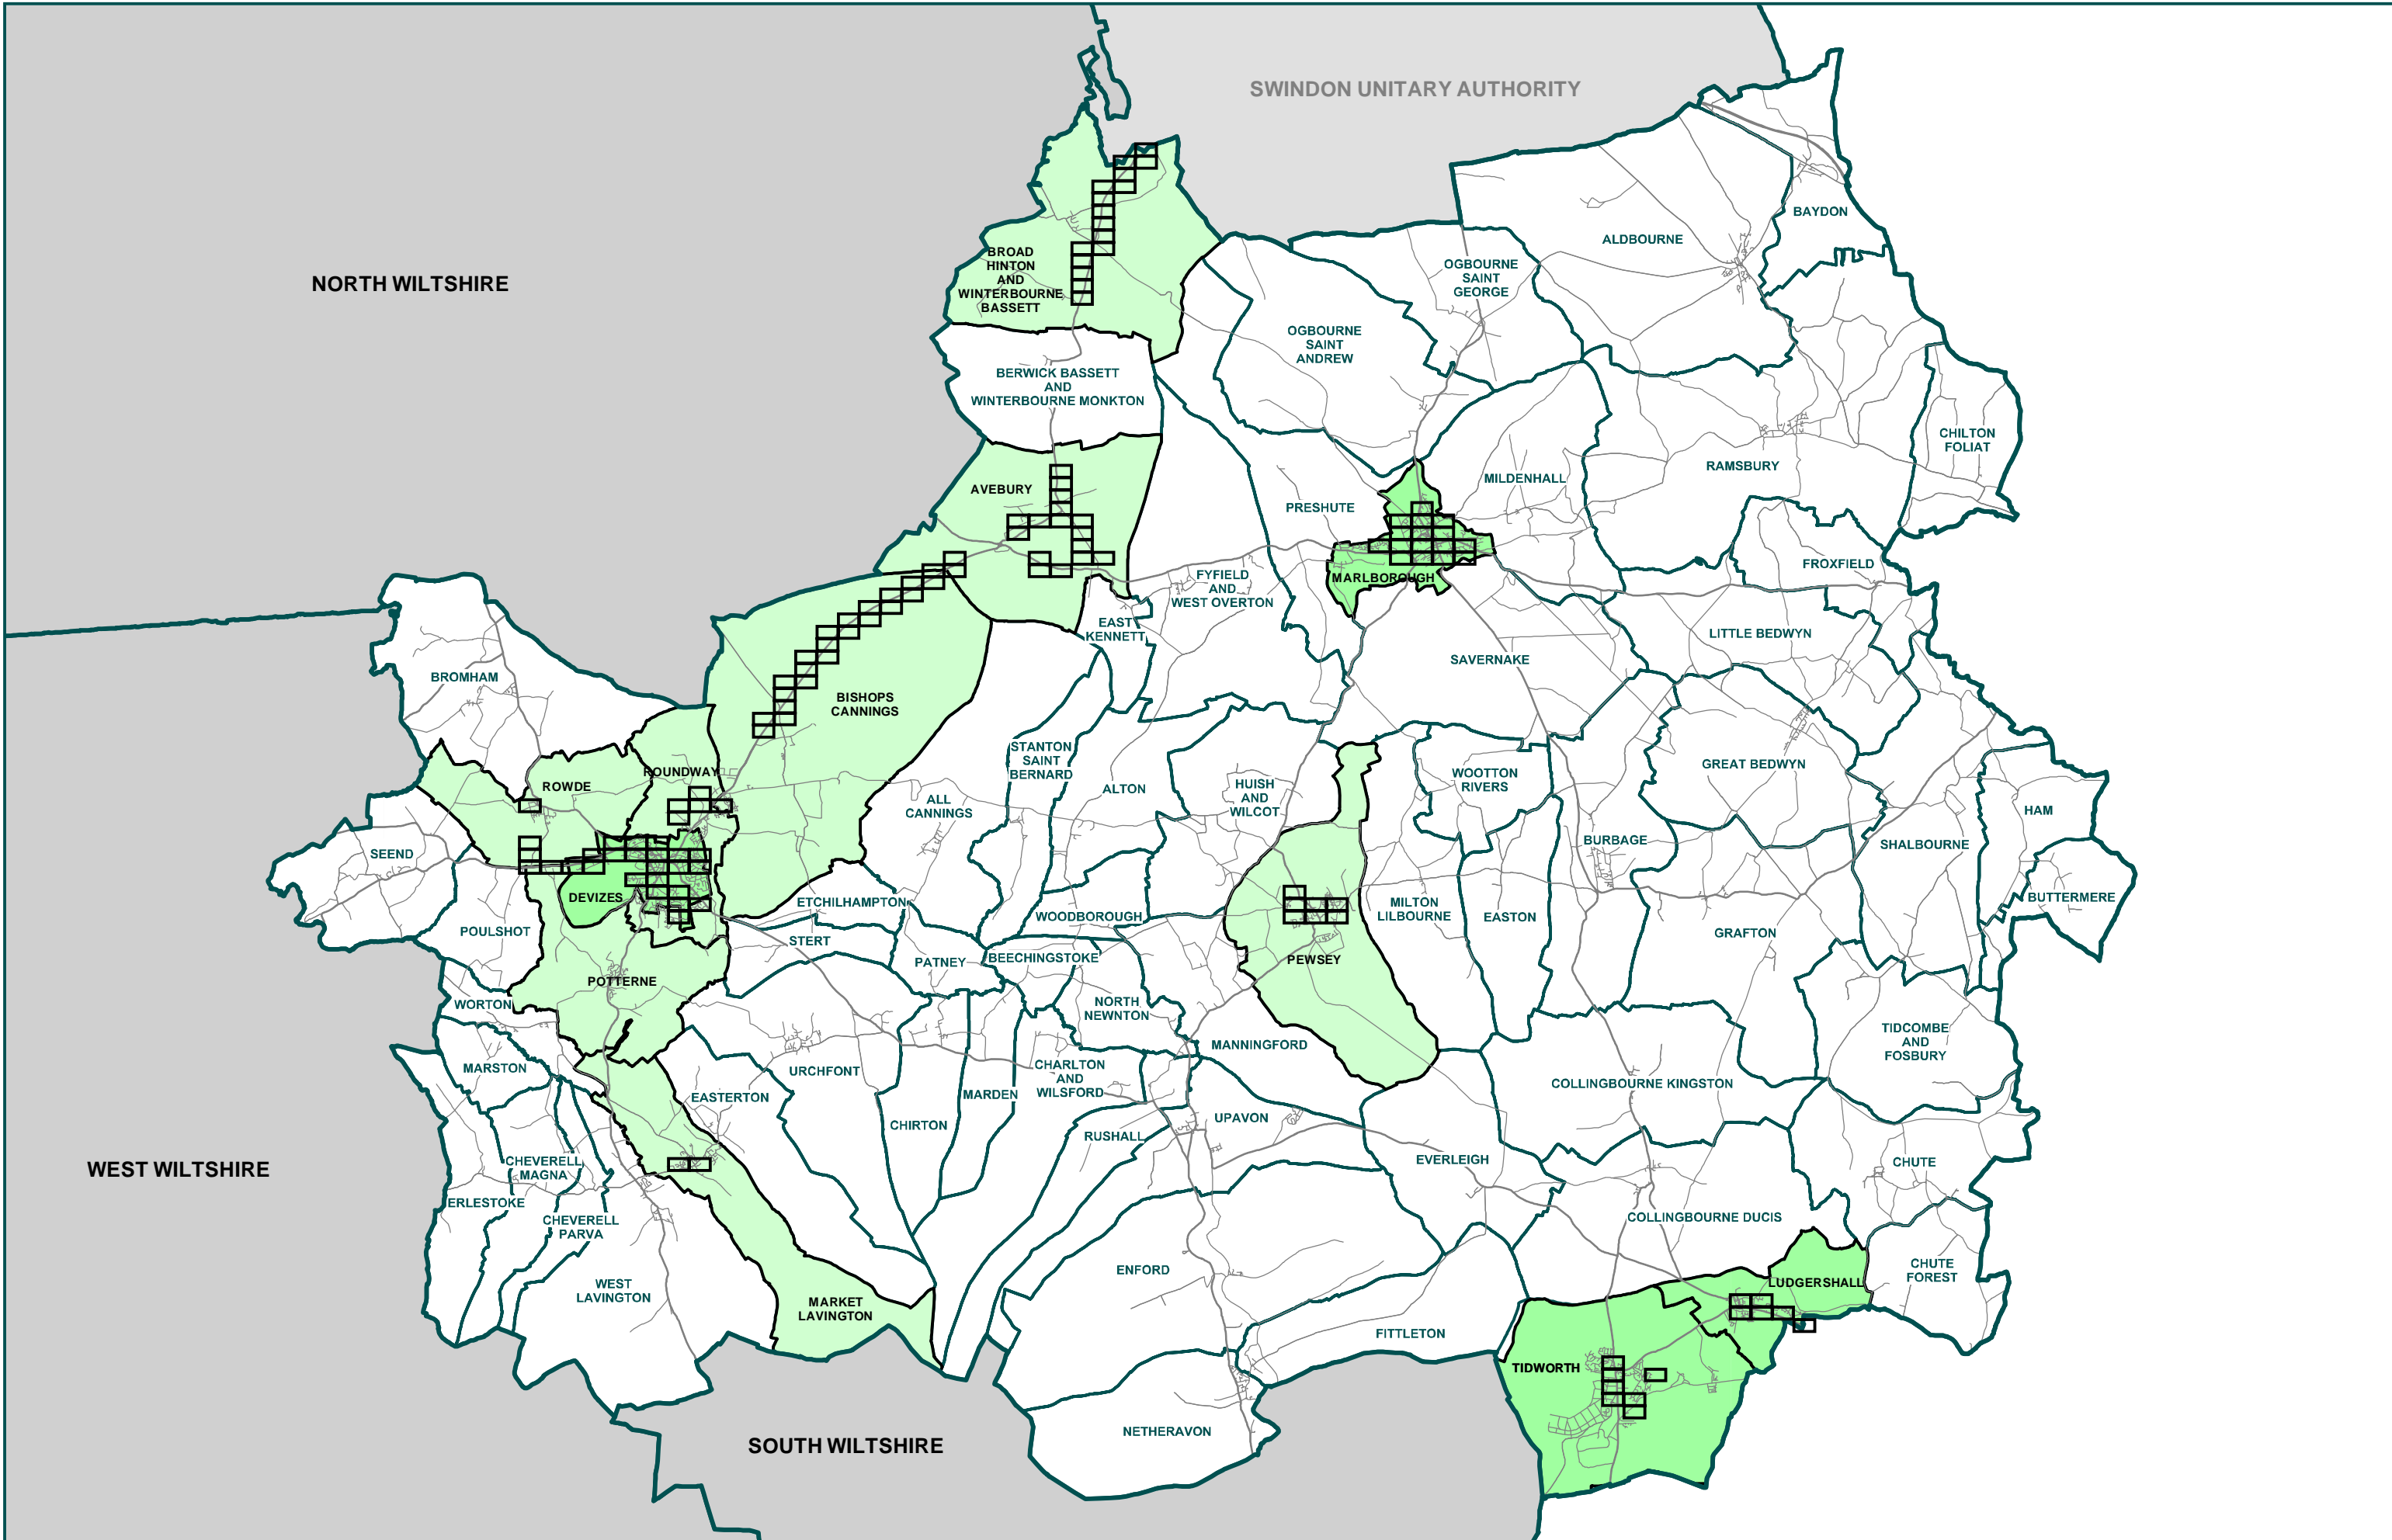 SWINDON UNITARY AUTHORITY
NORTH WILTSHIRE
BAYDON
ALDBOURNE
BROAD
HINTON
AND
WINTERBOURNE
BASSETT
OGBOURNE
SAINT
GEORGE
OGBOURNE
SAINT
ANDREW
BERWICK BASSETT
AND
WINTERBOURNE MONKTON
CHILTON
FOLIAT
RAMSBURY
MILDENHALL
AVEBURY
PRESHUTE
FROXFIELD
MARLBOROUGH
FYFIELD
AND
WEST OVERTON
EAST
KENNETT
LITTLE BEDWYN
SAVERNAKE
BROMHAM
BISHOPS
CANNINGS
STANTON
SAINT
BERNARD
GREAT BEDWYN
ROUNDWAY
ROWDE
WOOTTON
RIVERS
ALTON
HUISH
AND
WILCOT
ALL
CANNINGS
HAM
BURBAGE
SHALBOURNE
SEEND
DEVIZES
ETCHILHAMPTON
BUTTERMERE
MILTON
LILBOURNE
EASTON
WOODBOROUGH
POULSHOT
GRAFTON
STERT
PATNEY
BEECHINGSTOKE
PEWSEY
POTTERNE
WORTON
NORTH
NEWNTON
TIDCOMBE
AND
FOSBURY
MANNINGFORD
MARSTON
URCHFONT
CHARLTON
AND
WILSFORD
COLLINGBOURNE KINGSTON
EASTERTON
MARDEN
UPAVON
CHIRTON
RUSHALL
WEST WILTSHIRE
CHEVERELL
MAGNA
EVERLEIGH
CHUTE
ERLESTOKE
CHEVERELL
PARVA
COLLINGBOURNE DUCIS
ENFORD
CHUTE
FOREST
WEST
LAVINGTON
LUDGERSHALL
MARKET
LAVINGTON
FITTLETON
TIDWORTH
NETHERAVON
SOUTH WILTSHIRE